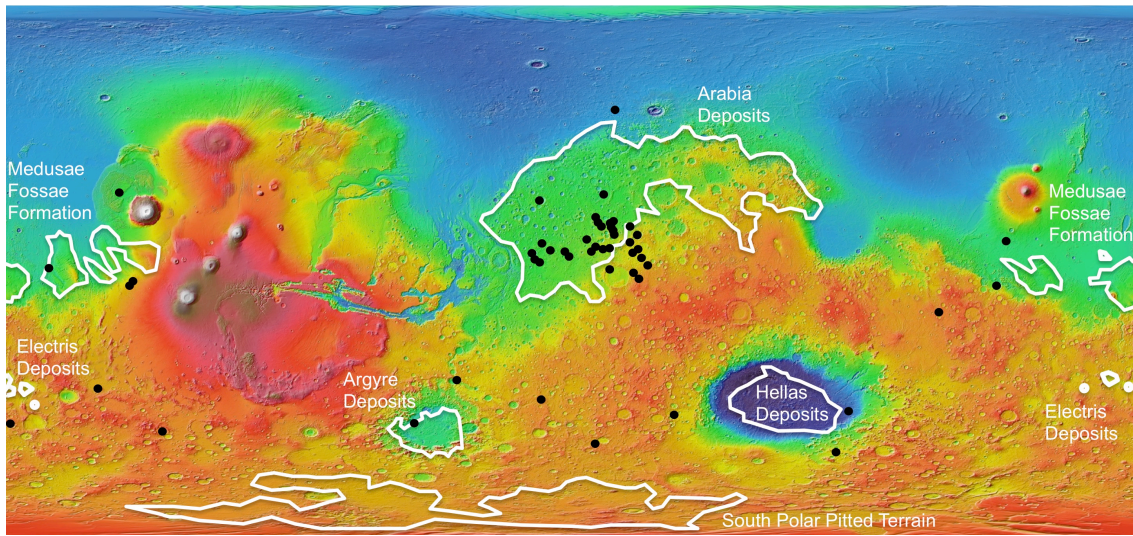 Arabia
Deposits
Medusae
Fossae
Formation
Medusae
Fossae
Formation
Electris
Deposits
Argyre
Deposits
Hellas
Deposits
Electris
Deposits
South Polar Pitted Terrain